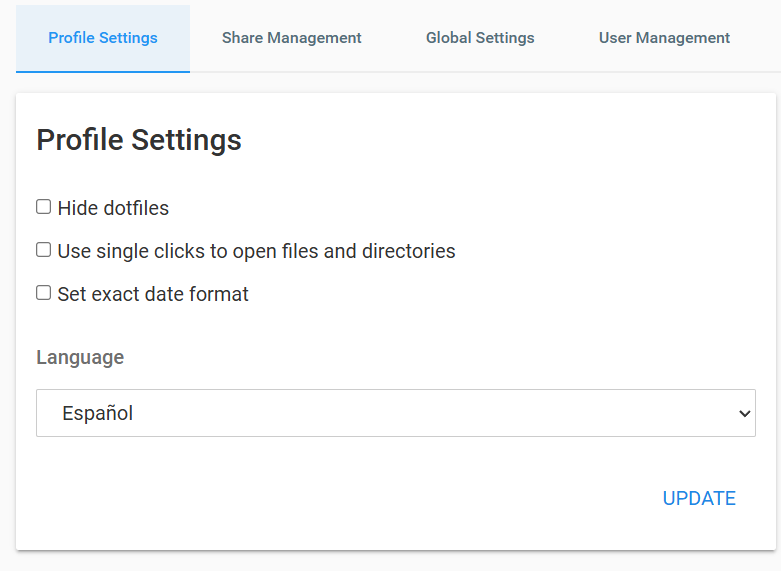 Profile Settings Share Management Global Settings User Management
Profile Settings
Hide dotfiles
Use single clicks to open files and directories
Set exact date format
Language
Español
UPDATE